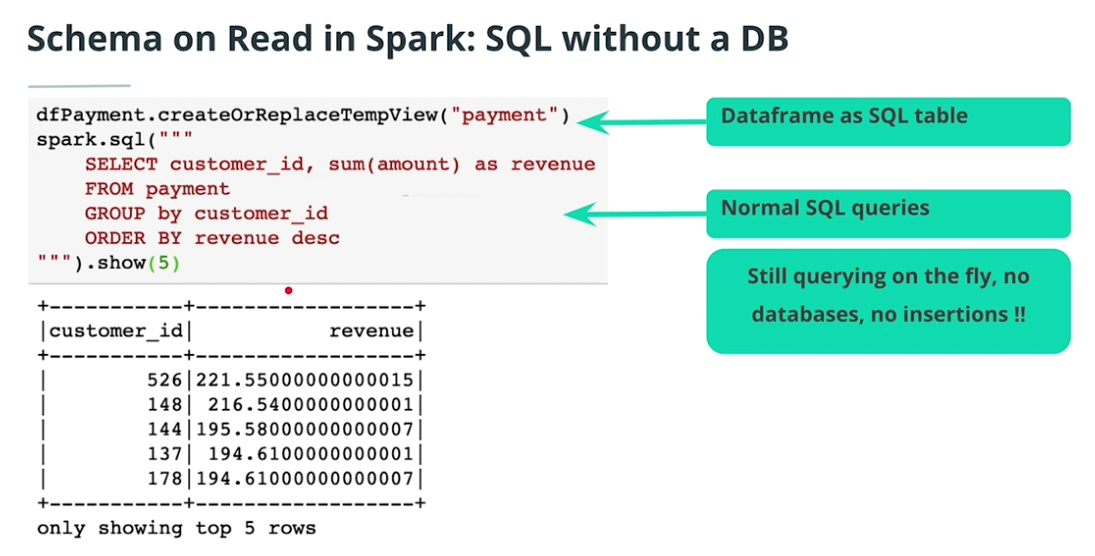 Schema on Read in Spark: SQL without a DB
dfPayment.createOrReplaceTempView("payment")
spark.sql("""
    SELECT customer_id, sum(amount) as revenue
    FROM payment
    GROUP by customer_id
    ORDER BY revenue desc
""").show(5)
Dataframe as SQL table
Normal SQL queries
Still querying on the fly, no
databases, no insertions !!
+-----------+------------------+
|customer_id|           revenue|
+-----------+------------------+
|        526|221.55000000000015|
|        148| 216.5400000000001|
|        144|195.58000000000007|
|        137| 194.6100000000001|
|        178|194.61000000000007|
+-----------+------------------+
only showing top 5 rows